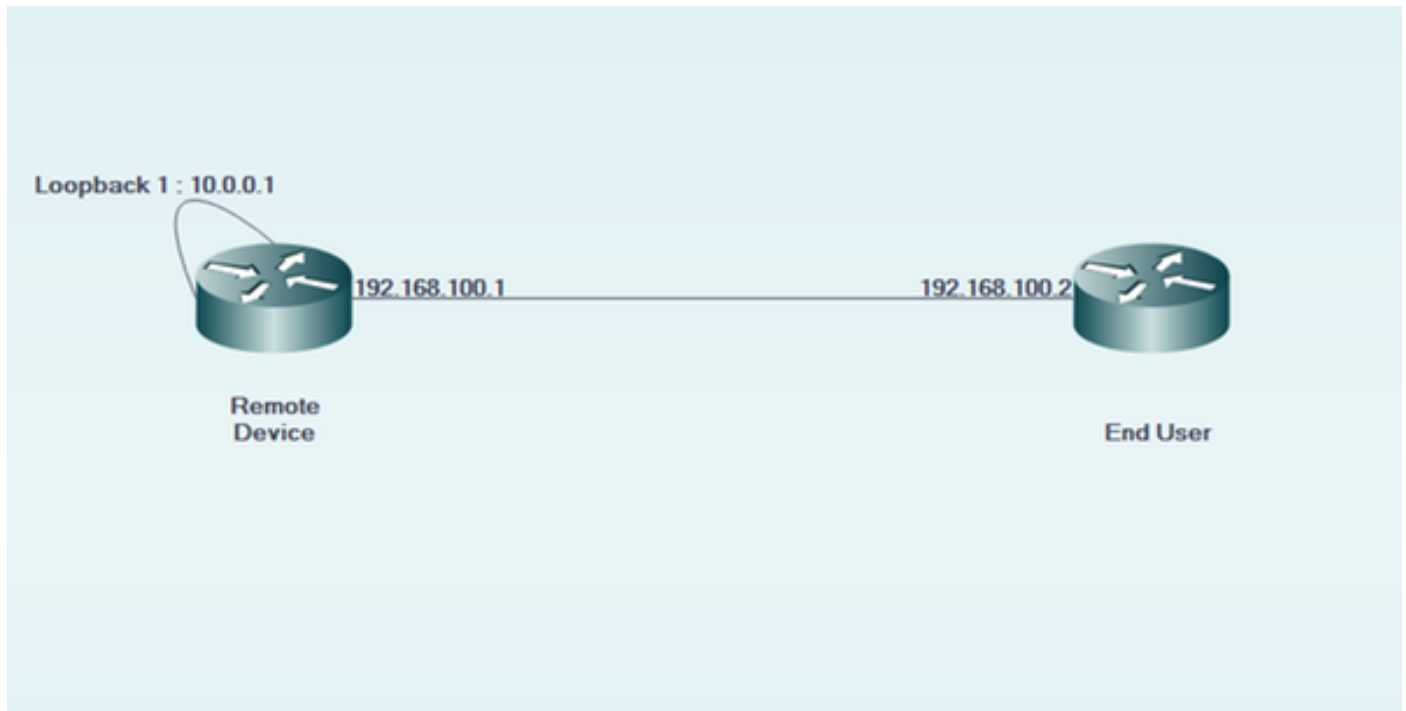 Loopback 1 : 10.0.0.1
192.168.100.1
192.168.100.2
Remote
Device
End User